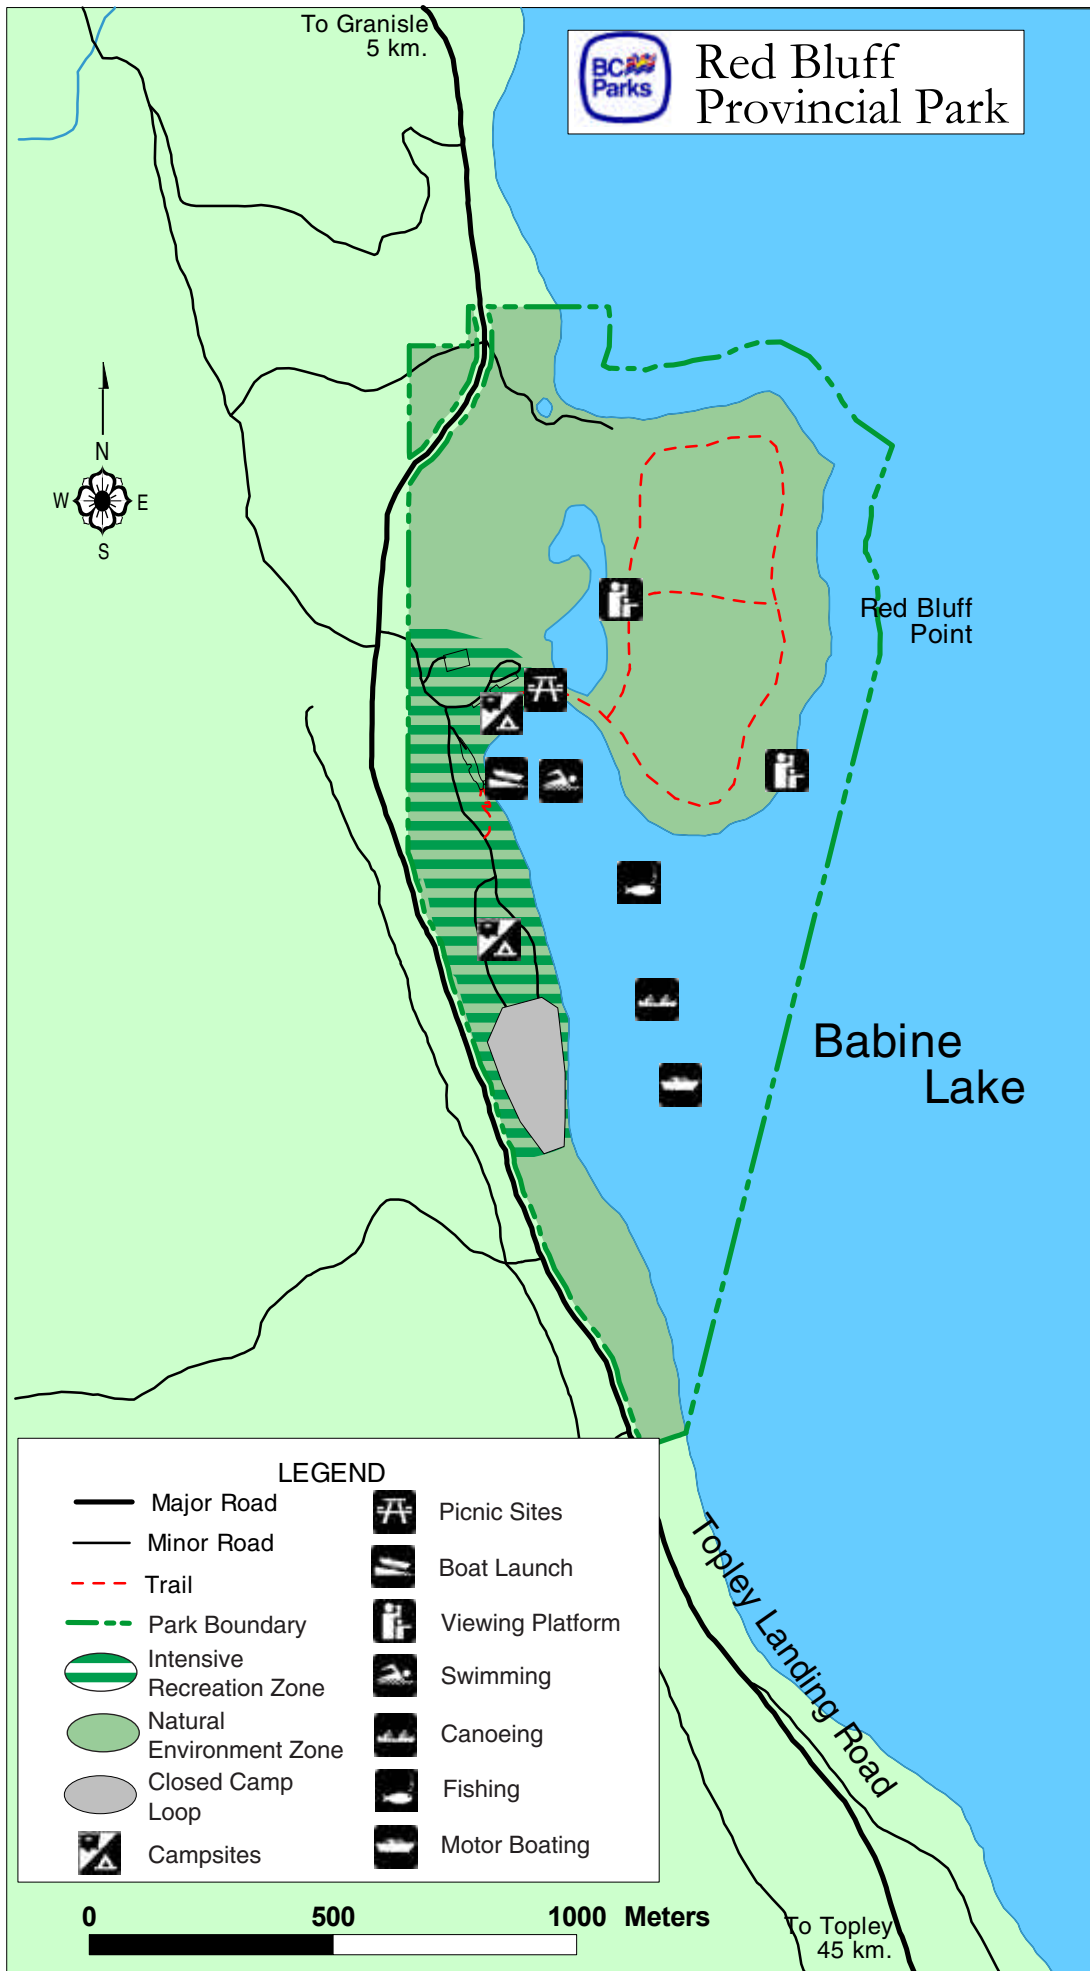 To Granisle
5 km.
BC
Parks
Red Bluff
Provincial Park
N
W E
S
Red Bluff
Point
Babine
Lake
LEGEND
Major Road
Minor Road
Trail
Park Boundary
Intensive
Recreation Zone
Natural
Environment Zone
Closed Camp
Loop
Campsites
Picnic Sites
Boat Launch
Viewing Platform
Swimming
Canoeing
Fishing
Motor Boating
Topley Landing Road
0 500 1000 Meters
To Topley
45 km.